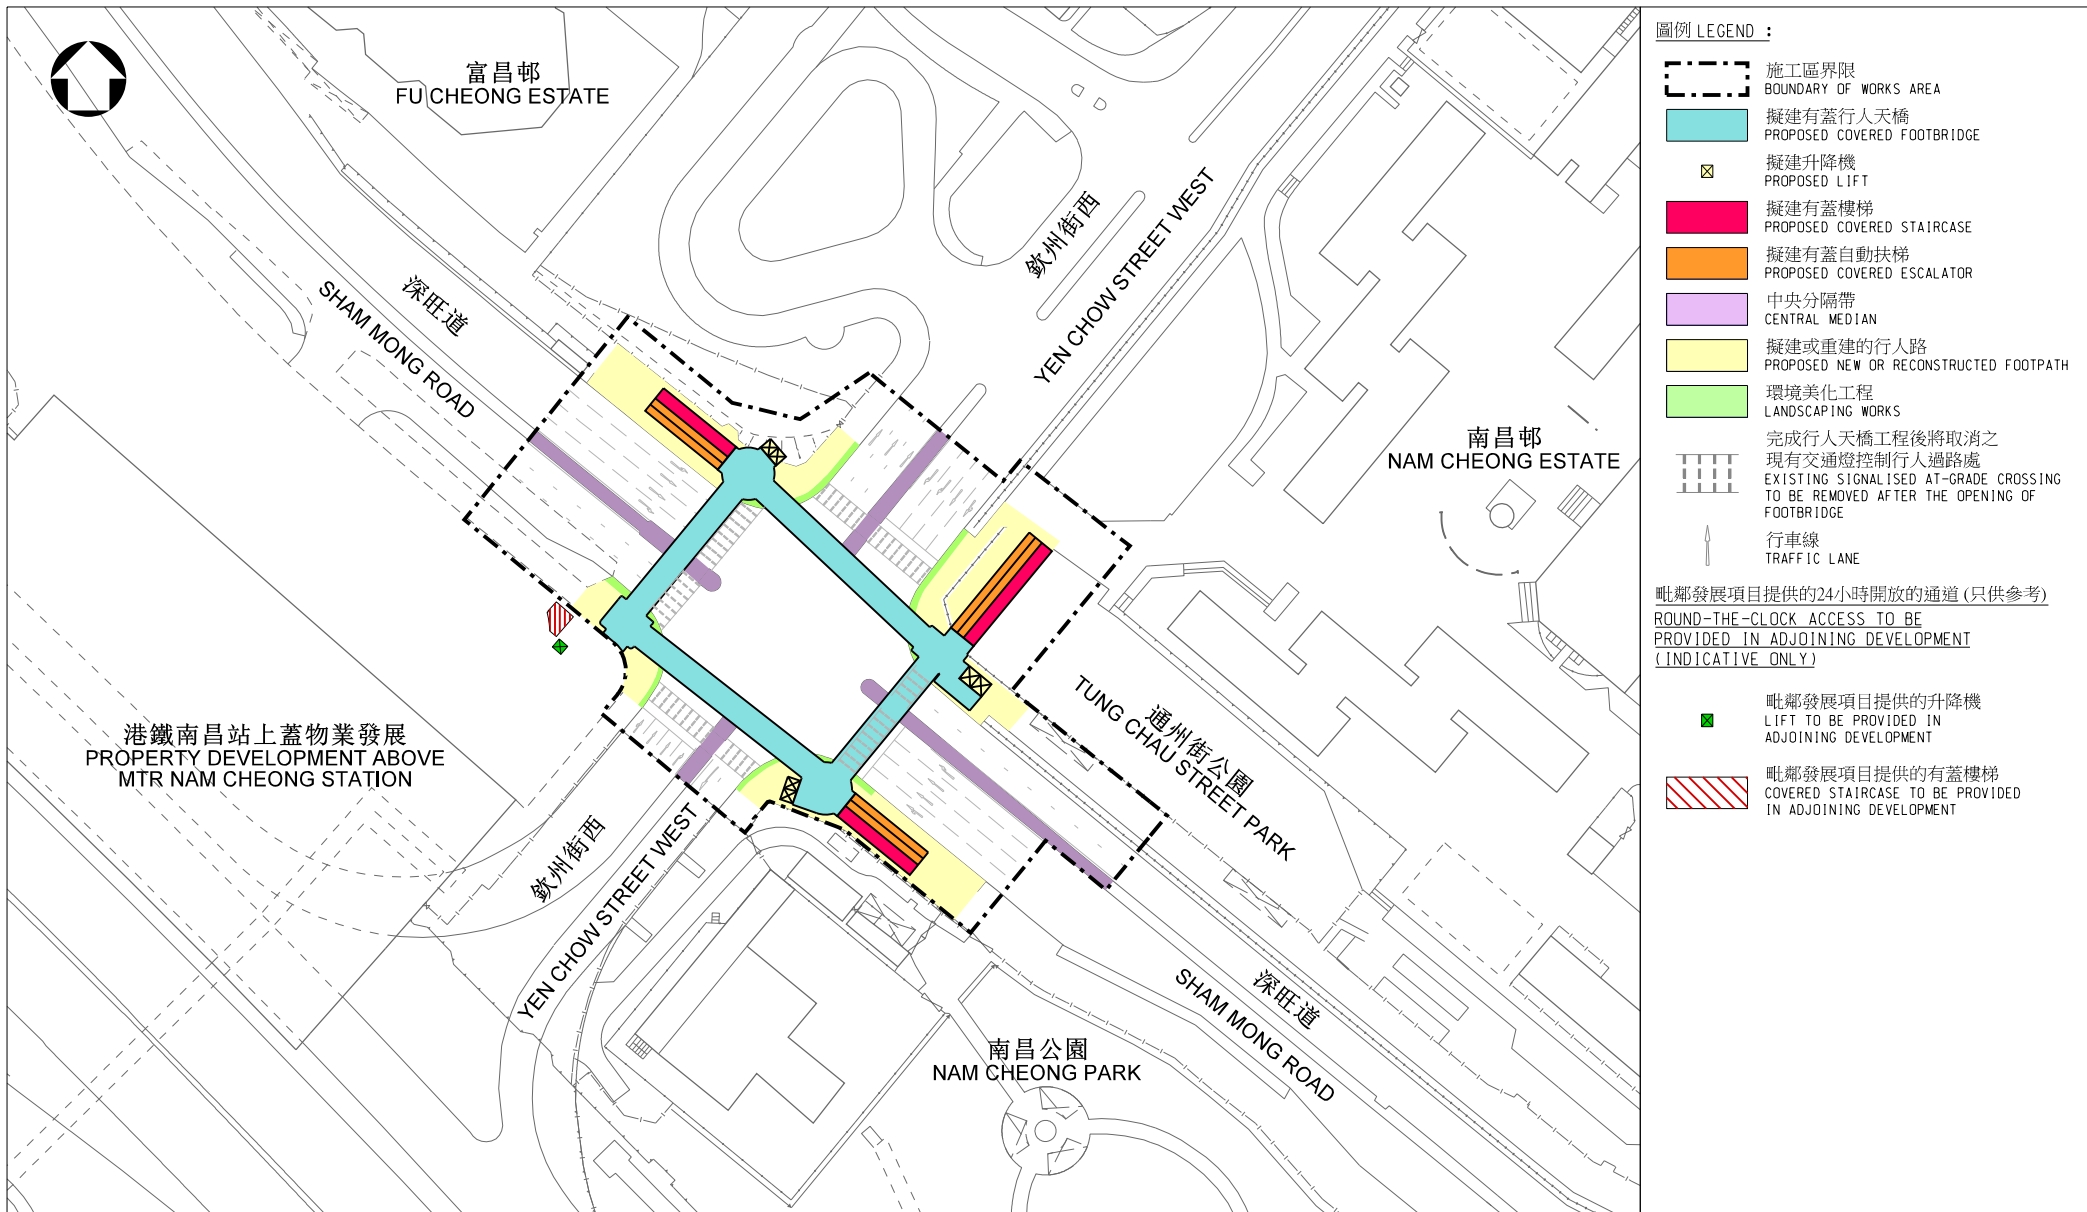 富昌邨
FU CHEONG ESTATE
深旺道
SHAM MONG ROAD
欽州街西
YEN CHOW STREET WEST
南昌邨
NAM CHEONG ESTATE
港鐵南昌站上蓋物業發展
PROPERTY DEVELOPMENT ABOVE
MTR NAM CHEONG STATION
通州街公園
TUNG CHAU STREET PARK
欽州街西
YEN CHOW STREET WEST
深旺道
SHAM MONG ROAD
南昌公園
NAM CHEONG PARK
圖例 LEGEND :
施工區界限
BOUNDARY OF WORKS AREA
擬建有蓋行人天橋
PROPOSED COVERED FOOTBRIDGE
擬建升降機
PROPOSED LIFT
擬建有蓋樓梯
PROPOSED COVERED STAIRCASE
擬建有蓋自動扶梯
PROPOSED COVERED ESCALATOR
中央分隔帶
CENTRAL MEDIAN
擬建或重建的行人路
PROPOSED NEW OR RECONSTRUCTED FOOTPATH
環境美化工程
LANDSCAPING WORKS
完成行人天橋工程後將取消之
現有交通燈控制行人過路處
EXISTING SIGNALISED AT-GRADE CROSSING
TO BE REMOVED AFTER THE OPENING OF
FOOTBRIDGE
行車線
TRAFFIC LANE
毗鄰發展項目提供的24小時開放的通道 (只供參考)
ROUND-THE-CLOCK ACCESS TO BE
PROVIDED IN ADJOINING DEVELOPMENT
(INDICATIVE ONLY)
毗鄰發展項目提供的升降機
LIFT TO BE PROVIDED IN
ADJOINING DEVELOPMENT
毗鄰發展項目提供的有蓋樓梯
COVERED STAIRCASE TO BE PROVIDED
IN ADJOINING DEVELOPMENT